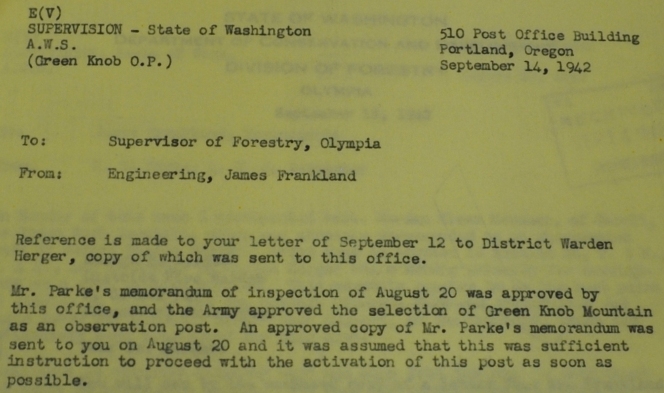 E(V)
SUPERVISION - State of Washington
A.W.S.
(Green Knob O.P.)
510 Post Office Building
Portland, Oregon
September 14, 1942
To: Supervisor of Forestry, Olympia
From: Engineering, James Frankland
Reference is made to your letter of September 12 to District Warden
Herger, copy of which was sent to this office.
Mr. Parke's memorandum of inspection of August 20 was approved by
this office, and the Army approved the selection of Green Knob Mountain
as an observation post. An approved copy of Mr. Parke's memorandum was
sent to you on August 20 and it was assumed that this was sufficient
instruction to proceed with the activation of this post as soon as
possible.